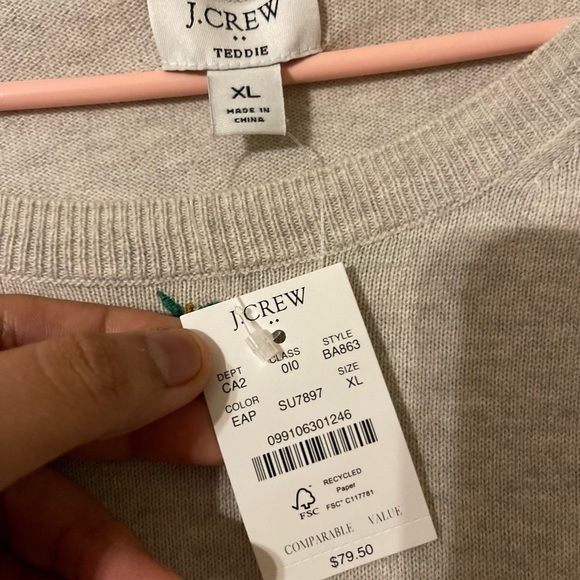 J.CREW
TEDDIE
XL
MADE IN
CHINA
J.CREW
DEPT CLASS STYLE
CA2 010 BA863
COLOR SIZE
EAP SU7897 XL
099106301246
RECYCLED
Paper
FSC FSC® C117781
COMPARABLE VALUE
$79.50